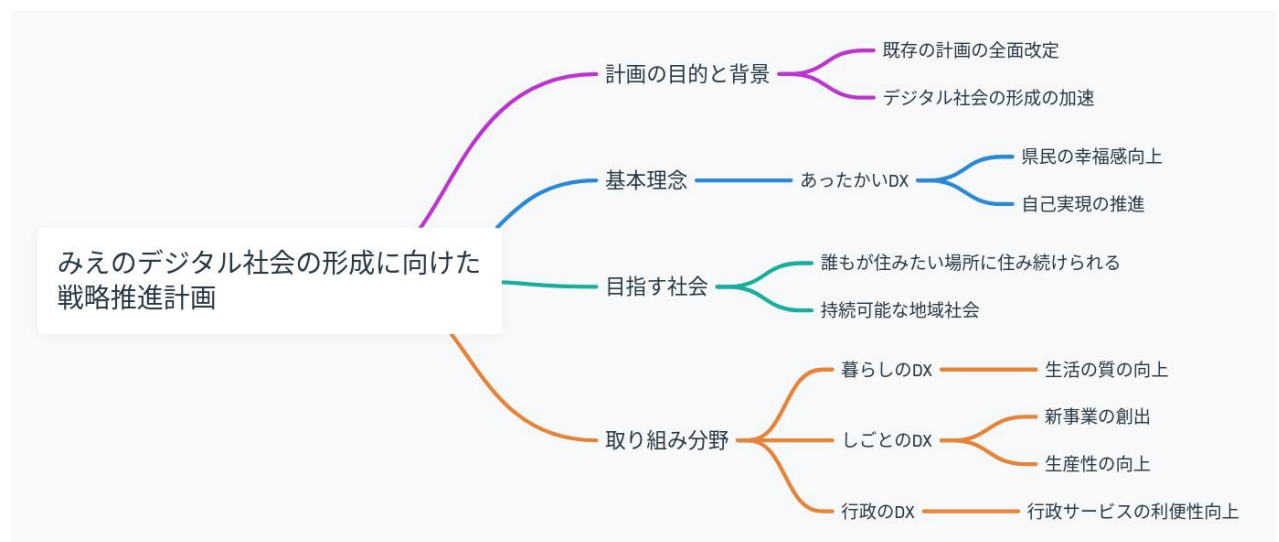 みえのデジタル社会の形成に向けた
戦略推進計画
計画の目的と背景
既存の計画の全面改定
デジタル社会の形成の加速
基本理念
あったかいDX
県民の幸福感向上
自己実現の推進
目指す社会
誰もが住みたい場所に住み続けられる
持続可能な地域社会
取り組み分野
暮らしのDX
生活の質の向上
しごとのDX
新事業の創出
生産性の向上
行政のDX
行政サービスの利便性向上